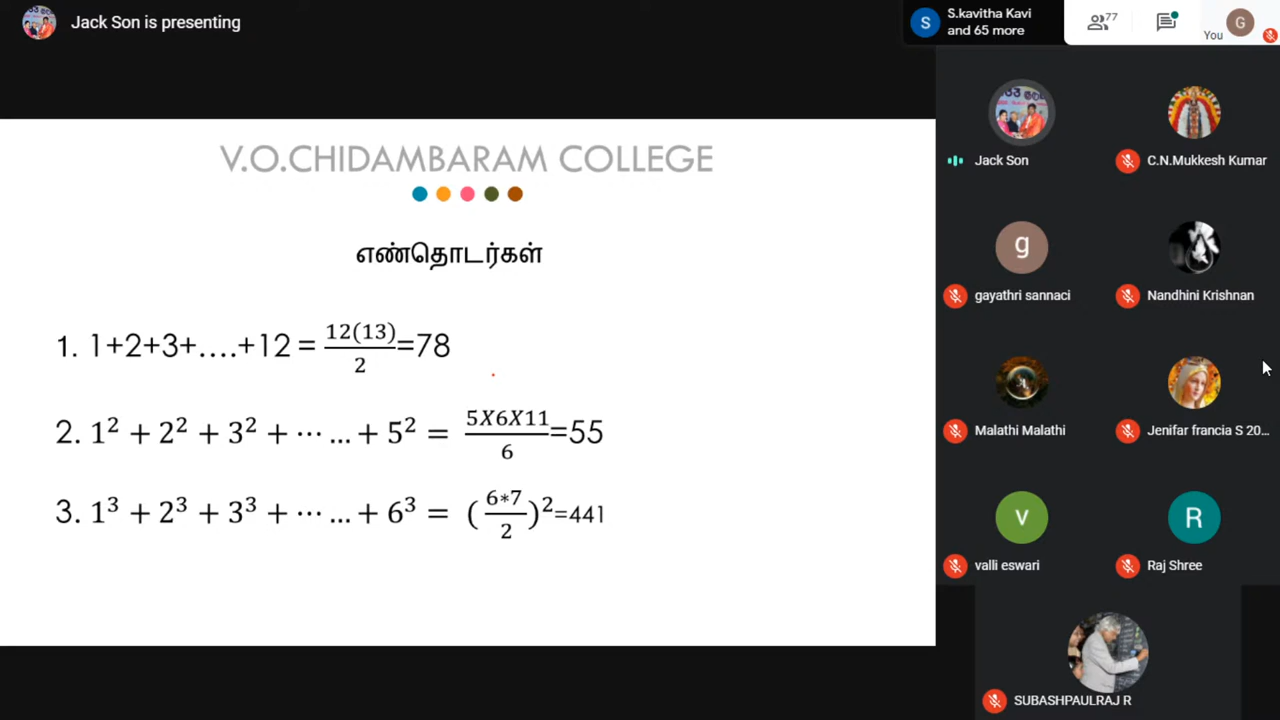 Jack Son is presenting
S.kavitha Kavi
and 65 more
77
G
You
S
V.O.CHIDAMBARAM COLLEGE
எண்தொடர்கள்
1. 1+2+3+....+12 = 12(13)/2 =78
2. 1² + 2² + 3² + ⋯ ... + 5² = 5X6X11/6 =55
3. 1³ + 2³ + 3³ + ⋯ ... + 6³ = (6*7/2)²=441
Jack Son
C.N.Mukkesh Kumar
g
gayathri sannaci
Nandhini Krishnan
Malathi Malathi
Jenifar francia S 20...
v
R
valli eswari
Raj Shree
SUBASHPAULRAJ R